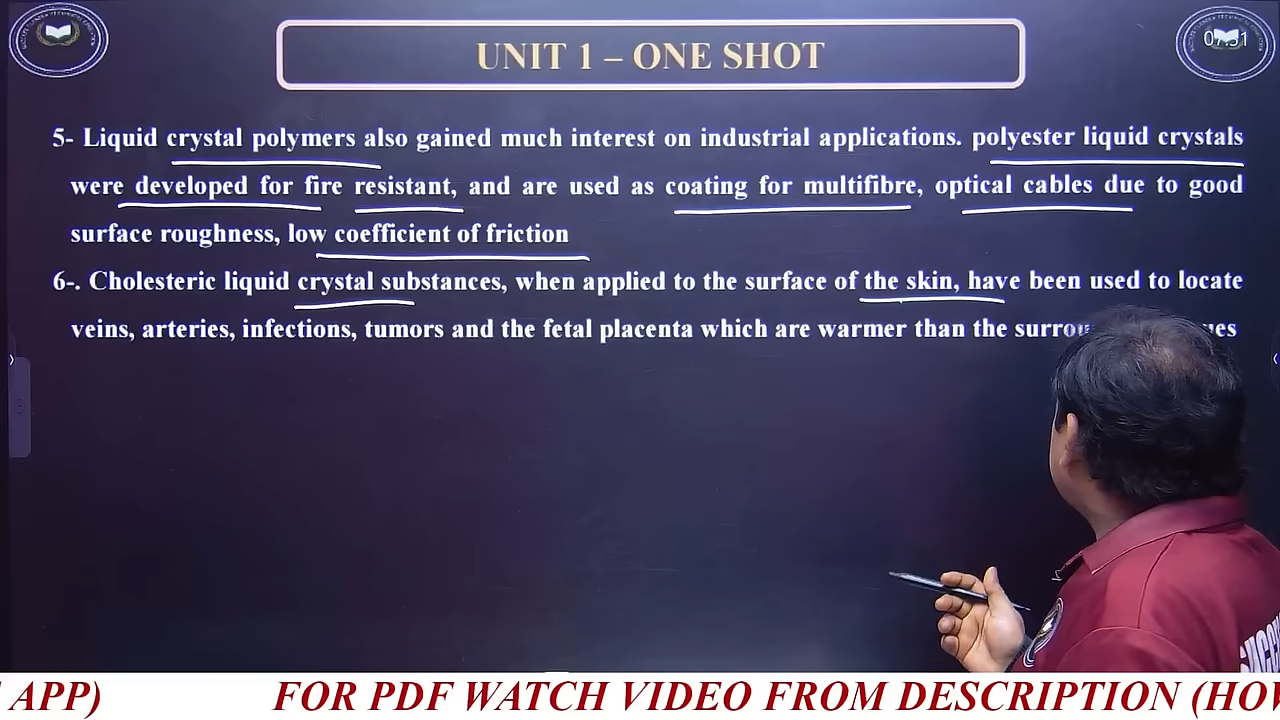 UNIT 1 – ONE SHOT
07:31
5- Liquid crystal polymers also gained much interest on industrial applications. polyester liquid crystals
were developed for fire resistant, and are used as coating for multifibre, optical cables due to good
surface roughness, low coefficient of friction
6-. Cholesteric liquid crystal substances, when applied to the surface of the skin, have been used to locate
veins, arteries, infections, tumors and the fetal placenta which are warmer than the
APP) FOR PDF WATCH VIDEO FROM DESCRIPTION (HOW